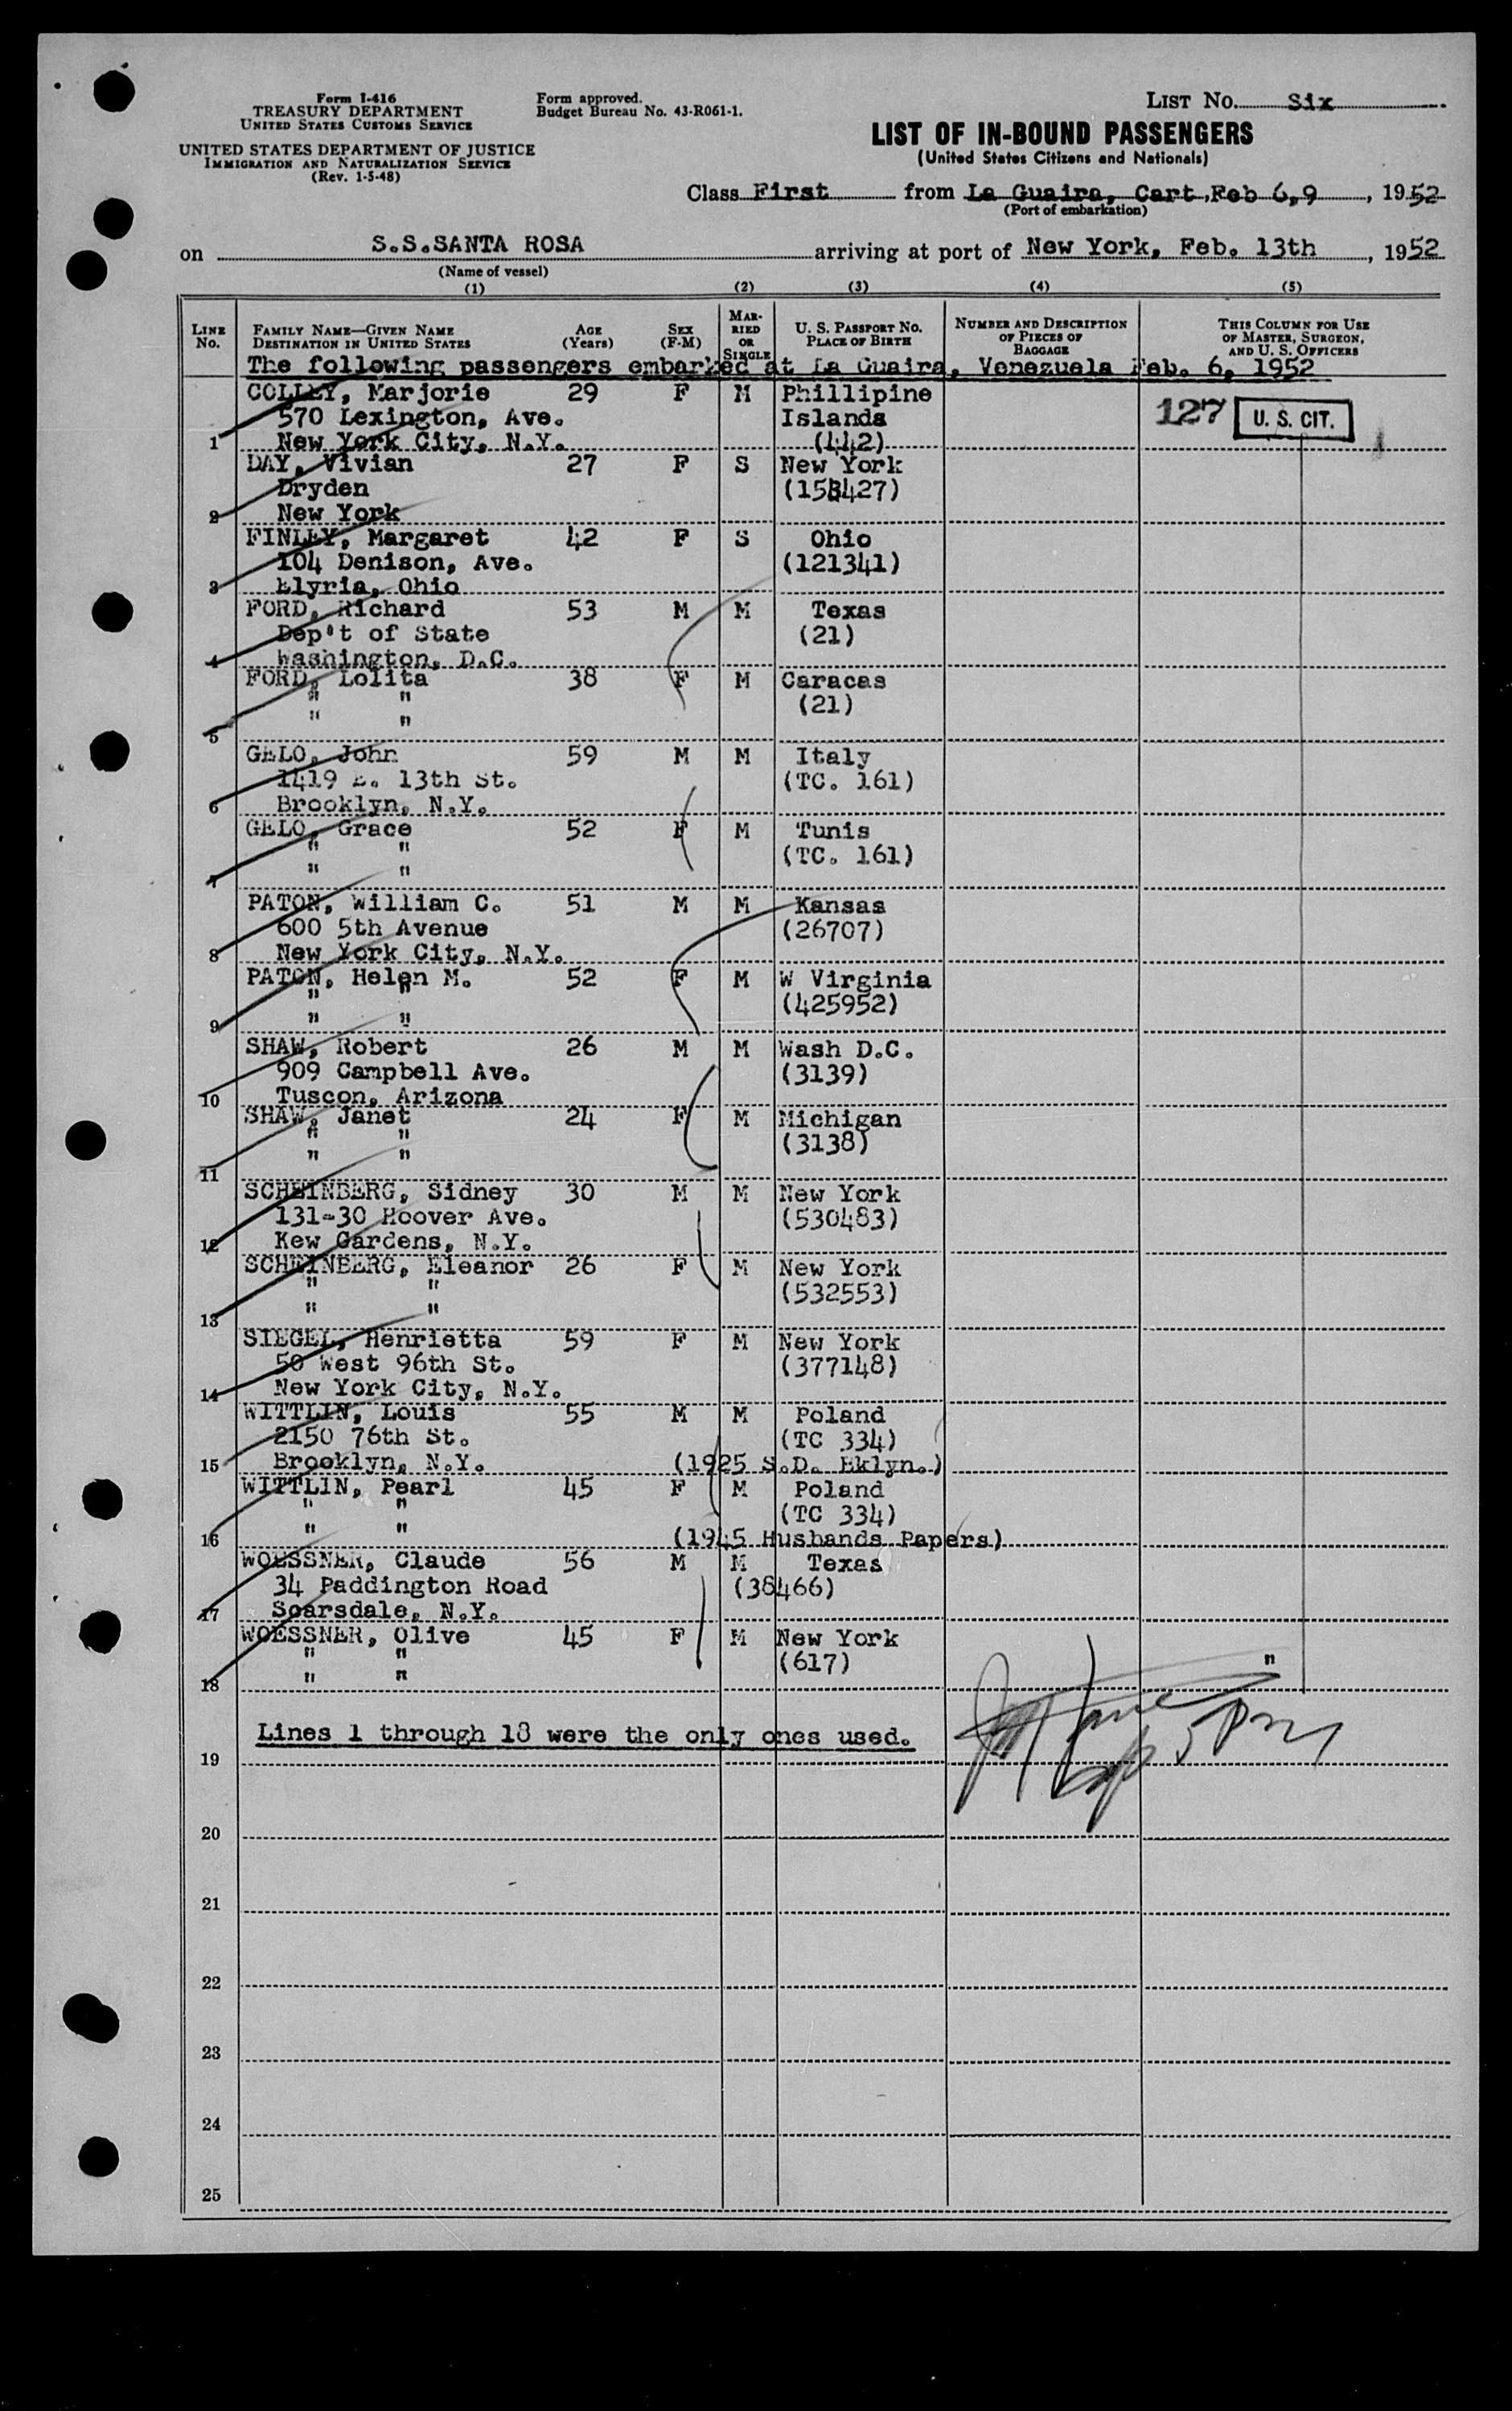 Form I-416
TREASURY DEPARTMENT
UNITED STATES CUSTOMS SERVICE
UNITED STATES DEPARTMENT OF JUSTICE
IMMIGRATION AND NATURALIZATION SERVICE
(Rev. 1-5-48)
Form approved.
Budget Bureau No. 43-R061-1.
LIST No. Six
LIST OF IN-BOUND PASSENGERS
(United States Citizens and Nationals)
Class First from La Guaira, Cart, Feb 6,9, 1952
(Port of embarkation)
on S.S.SANTA ROSA arriving at port of New York, Feb. 13th, 1952
(Name of vessel)
(1) (2) (3) (4) (5)
LINE No. FAMILY NAME—GIVEN NAME DESTINATION IN UNITED STATES AGE (Years) SEX (F-M) MARRIED OR SINGLE U. S. PASSPORT NO. PLACE OF BIRTH NUMBER AND DESCRIPTION OF PIECES OF BAGGAGE THIS COLUMN FOR USE OF MASTER, SURGEON, AND U. S. OFFICERS
The following passengers embarked at La Guaira, Venezuela Feb. 6, 1952
COLLEY, Marjorie 29 F M Phillipine
570 Lexington, Ave. Islands 127 U. S. CIT.
1 New York City, N.Y. (442)
DAY, Vivian 27 F S New York
Dryden (158427)
2 New York
FINLEY, Margaret 42 F S Ohio
104 Denison, Ave. (121341)
3 Elyria, Ohio
FORD, Richard 53 M M Texas
Dep't of State (21)
4 Washington, D.C.
FORD, Lolita 38 F M Caracas
" " (21)
5 " "
GELO, John 59 M M Italy
1419 E. 13th St. (TC. 161)
6 Brooklyn, N.Y.
GELO, Grace 52 F M Tunis
" " (TC. 161)
7 " "
PATON, William C. 51 M M Kansas
600 5th Avenue (26707)
8 New York City, N.Y.
PATON, Helen M. 52 F M W Virginia
" " (425952)
9 " "
SHAW, Robert 26 M M Wash D.C.
909 Campbell Ave. (3139)
10 Tuscon, Arizona
SHAW, Janet 24 F M Michigan
" " (3138)
11 " "
SCHEINBERG, Sidney 30 M M New York
131-30 Hoover Ave. (530483)
12 Kew Gardens, N.Y.
SCHEINBERG, Eleanor 26 F M New York
" " (532553)
13 " "
SIEGEL, Henrietta 59 F M New York
50 West 96th St. (377148)
14 New York City, N.Y.
WITTLIN, Louis 55 M M Poland
2150 76th St. (TC 334)
15 Brooklyn, N.Y. (1925 S.D. Bklyn.)
WITTLIN, Pearl 45 F M Poland
" " (TC 334)
16 " " (1945 Husbands Papers)
WOESSNER, Claude 56 M M Texas
34 Paddington Road (38466)
17 Scarsdale, N.Y.
WOESSNER, Olive 45 F M New York
" " (617) "
18 " "
Lines 1 through 18 were the only ones used.
19
20
21
22
23
24
25